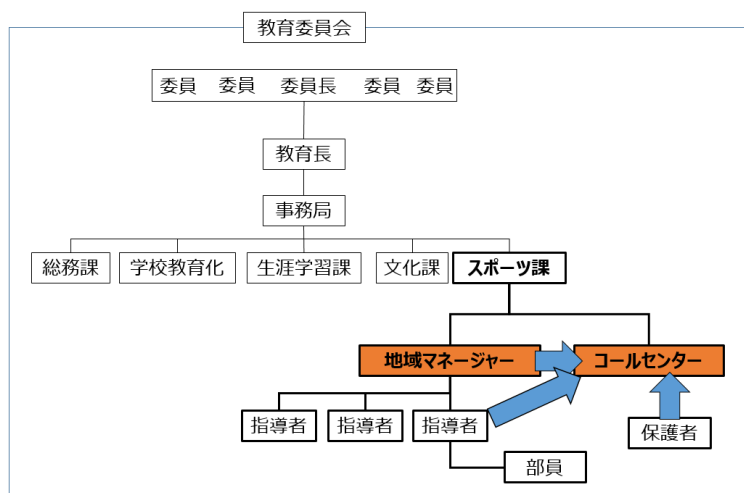 教育委員会
委員 委員 委員長 委員 委員
教育長
事務局
総務課 学校教育化 生涯学習課 文化課 スポーツ課
地域マネージャー コールセンター
指導者 指導者 指導者 保護者
部員